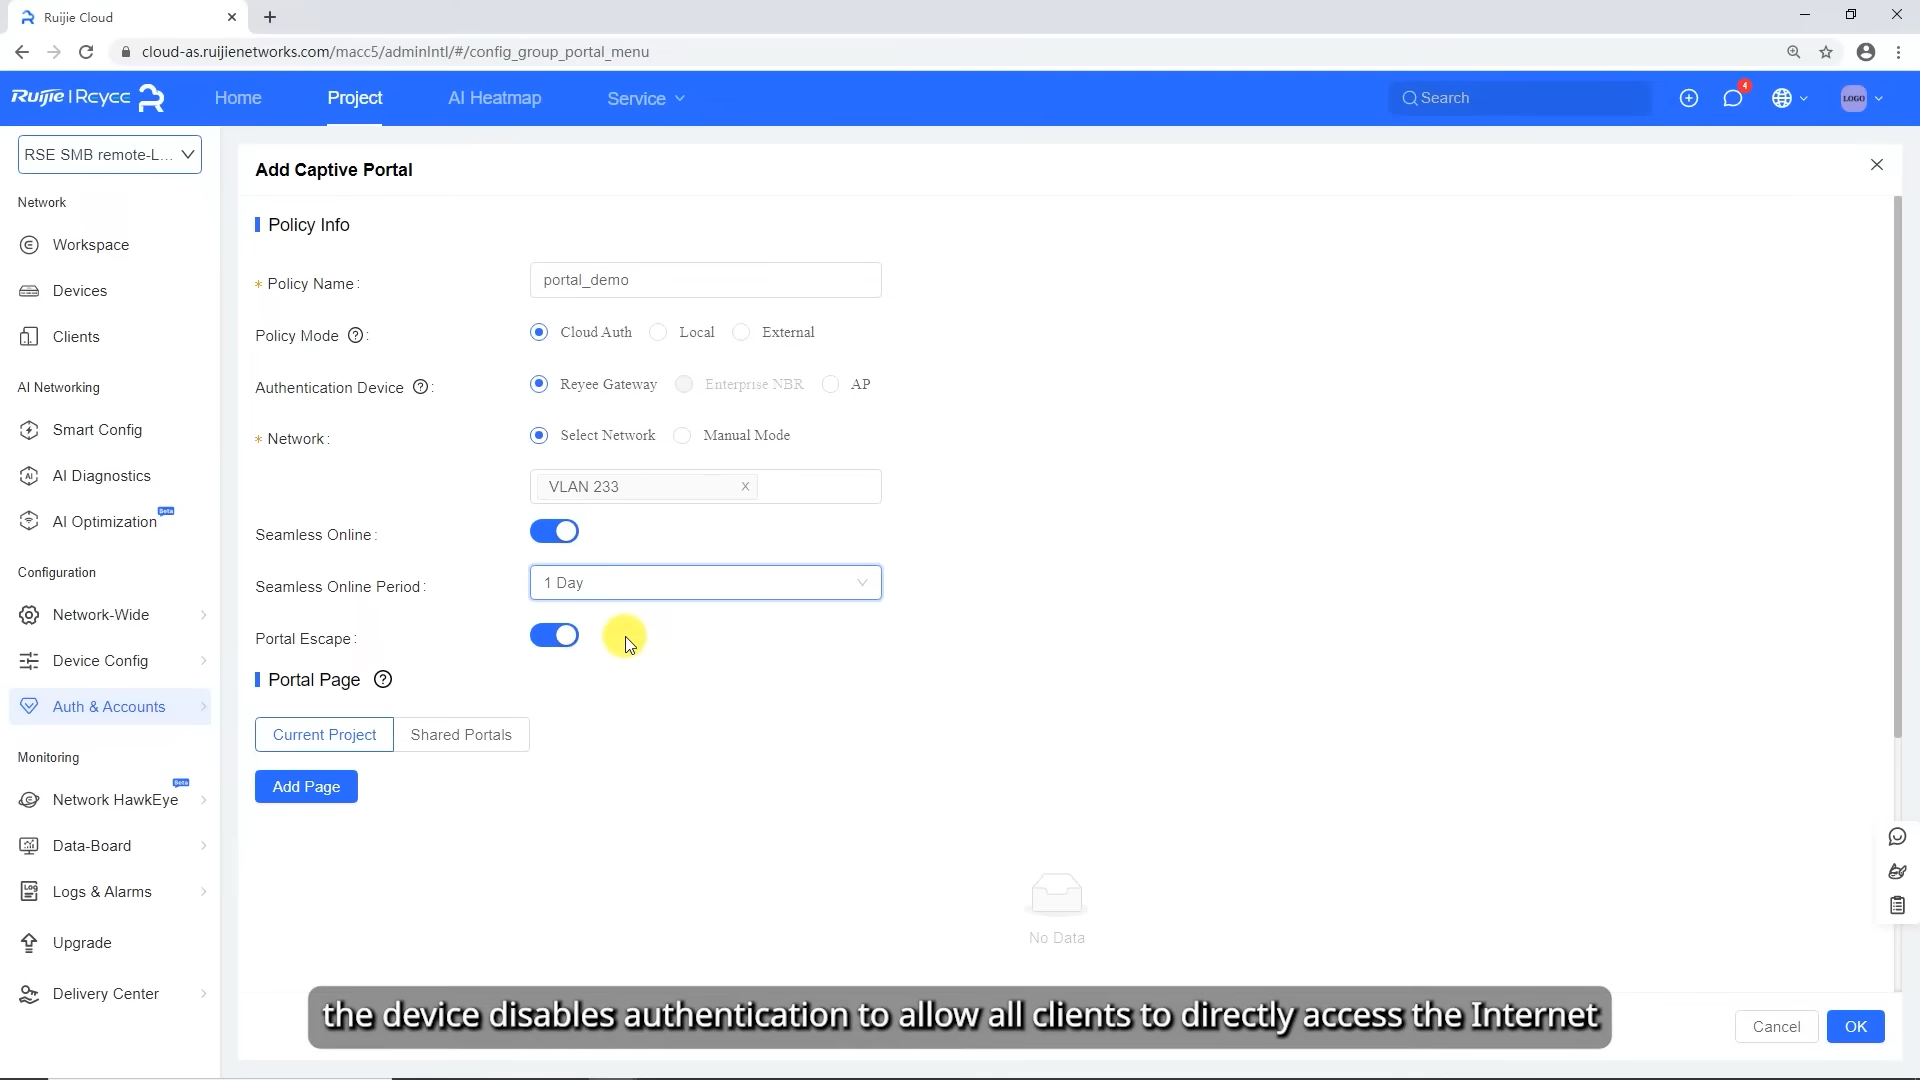 Ruijie Cloud
cloud-as.ruijienetworks.com/macc5/adminIntl/#/config_group_portal_menu
Ruijie | Reyee
Home
Project
AI Heatmap
Service
Search
4
LOGO
RSE SMB remote-L...
Network
Workspace
Devices
Clients
AI Networking
Smart Config
AI Diagnostics
AI Optimization
Beta
Configuration
Network-Wide
Device Config
Auth & Accounts
Monitoring
Network HawkEye
Beta
Data-Board
Logs & Alarms
Upgrade
Delivery Center
Add Captive Portal
Policy Info
* Policy Name :
portal_demo
Policy Mode ? :
Cloud Auth
Local
External
Authentication Device ? :
Reyee Gateway
Enterprise NBR
AP
* Network :
Select Network
Manual Mode
VLAN 233 x
Seamless Online :
Seamless Online Period :
1 Day
Portal Escape :
Portal Page ?
Current Project
Shared Portals
Add Page
No Data
the device disables authentication to allow all clients to directly access the Internet
Cancel
OK